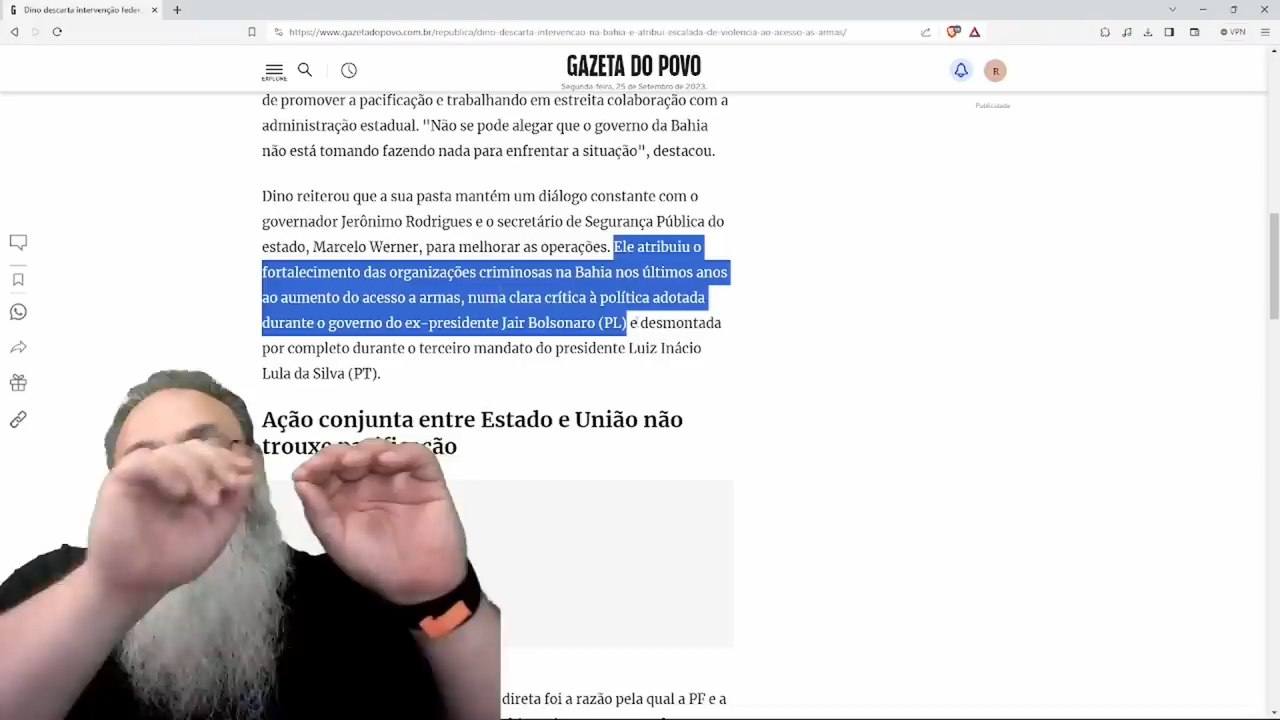 G Dino descarta intervenção feder
https://www.gazetadopovo.com.br/republica/dino-descarta-intervencao-na-bahia-e-atribui-escalada-de-violencia-ao-acesso-as-armas/
VPN
EXPLORE
GAZETA DO POVO
R
Segunda-feira, 25 de Setembro de 2023.
Publicidade
de promover a pacificação e trabalhando em estreita colaboração com a
administração estadual. "Não se pode alegar que o governo da Bahia
não está tomando fazendo nada para enfrentar a situação", destacou.
Dino reiterou que a sua pasta mantém um diálogo constante com o
governador Jerônimo Rodrigues e o secretário de Segurança Pública do
estado, Marcelo Werner, para melhorar as operações. Ele atribuiu o
fortalecimento das organizações criminosas na Bahia nos últimos anos
ao aumento do acesso a armas, numa clara crítica à política adotada
durante o governo do ex-presidente Jair Bolsonaro (PL) e desmontada
por completo durante o terceiro mandato do presidente Luiz Inácio
Lula da Silva (PT).
Ação conjunta entre Estado e União não
trouxe pacificação
direta foi a razão pela qual a PF e a